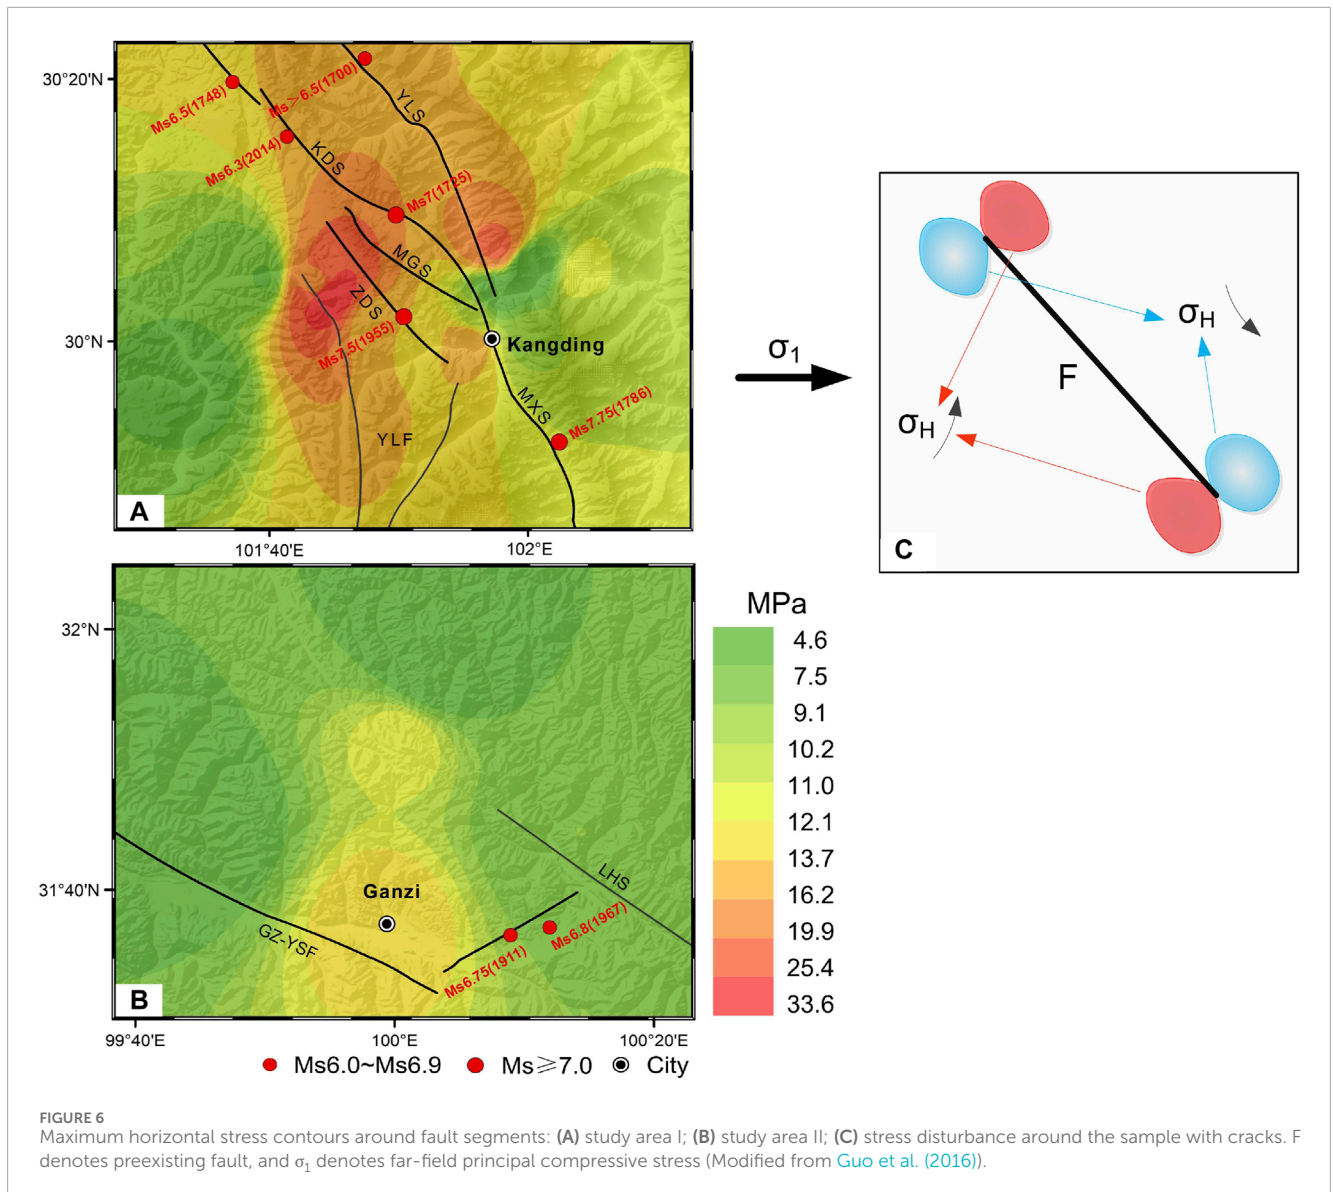 30°20'N
30°N
101°40'E
102°E
Ms6.5(1748)
Ms>6.5(1700)
YLS
Ms6.3(2014)
KDS
Ms7(1725)
MGS
ZDS
Ms7.5(1955)
Kangding
MXS
Ms7.75(1786)
YLF
A
σ1
σH
F
σH
C
32°N
31°40'N
99°40'E
100°E
100°20'E
Ganzi
GZ-YSF
LHS
Ms6.8(1967)
Ms6.75(1911)
B
MPa
4.6
7.5
9.1
10.2
11.0
12.1
13.7
16.2
19.9
25.4
33.6
Ms6.0~Ms6.9 Ms⩾7.0 City
FIGURE 6
Maximum horizontal stress contours around fault segments: (A) study area I; (B) study area II; (C) stress disturbance around the sample with cracks. F
denotes preexisting fault, and σ1 denotes far-field principal compressive stress (Modified from Guo et al. (2016)).